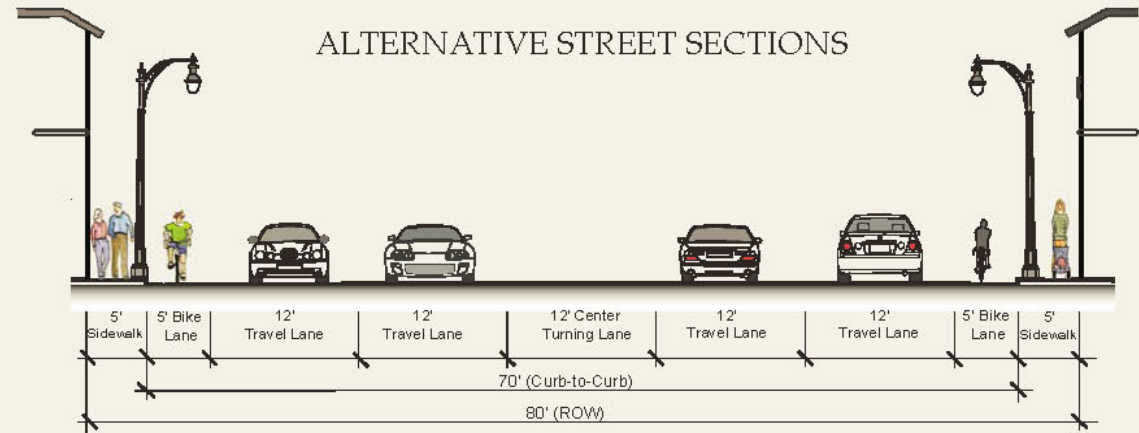 ALTERNATIVE STREET SECTIONS
5'
Sidewalk
5' Bike
Lane
12'
Travel Lane
12'
Travel Lane
12' Center
Turning Lane
12'
Travel Lane
12'
Travel Lane
5' Bike
Lane
5'
Sidewalk
70' (Curb-to-Curb)
80' (ROW)